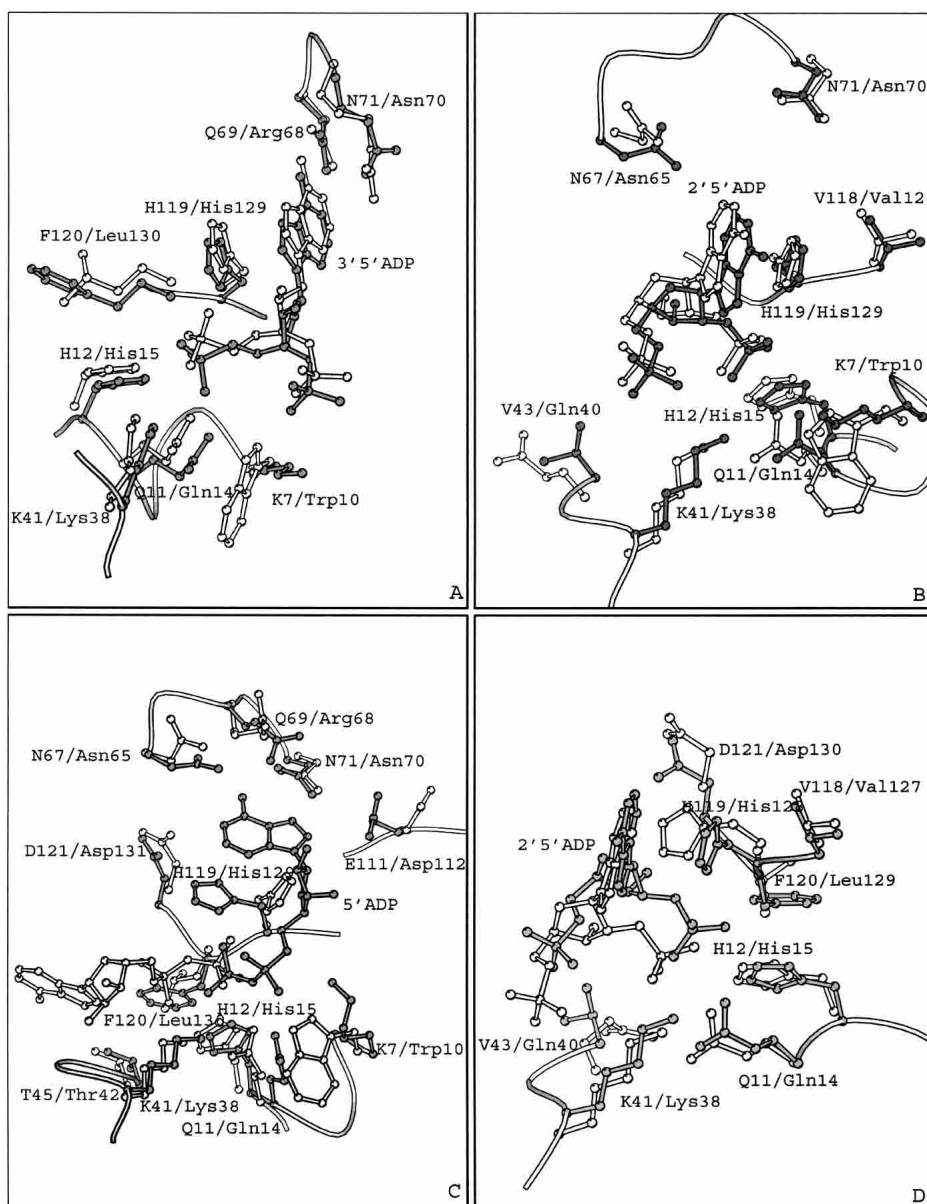 N71/Asn70
Q69/Arg68
H119/His129
F120/Leu130
3'5'ADP
H12/His15
Q11/Gln14
K7/Trp10
K41/Lys38
A
N71/Asn70
N67/Asn65
2'5'ADP
V118/Val12
H119/His129
K7/Trp10
V43/Gln40
H12/His15
Q11/Gln14
K41/Lys38
B
Q69/Arg68
N67/Asn65
N71/Asn70
D121/Asp131
E111/Asp112
H119/His129
5'ADP
F120/Leu130
H12/His15
K7/Trp10
T45/Thr42
K41/Lys38
Q11/Gln14
C
D121/Asp130
V118/Val127
2'5'ADP
F120/Leu129
H12/His15
V43/Gln40
Q11/Gln14
K41/Lys38
D